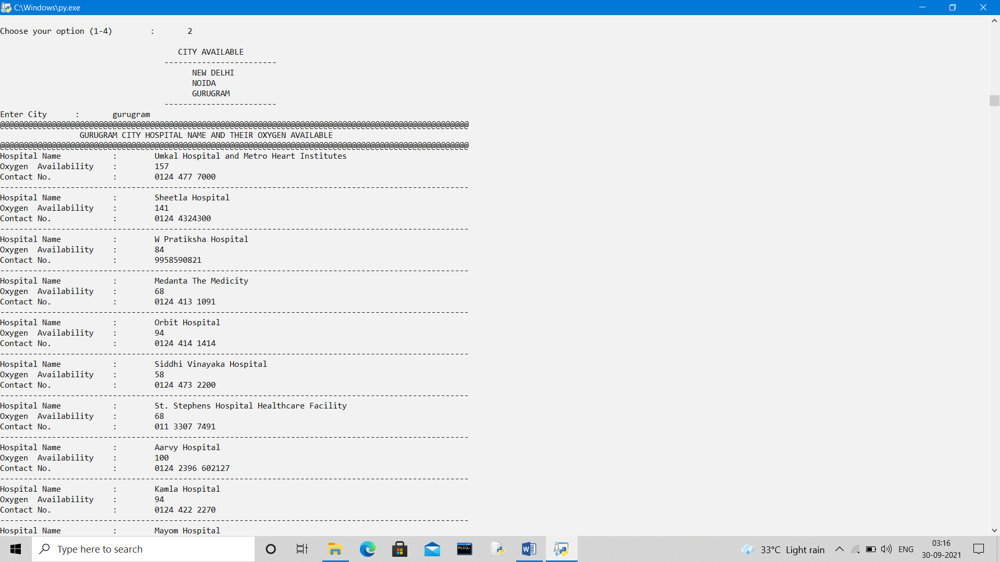 C:\Windows\py.exe
Choose your option (1-4) : 2
CITY AVAILABLE
------------------------
NEW DELHI
NOIDA
GURUGRAM
------------------------
Enter City : gurugram
@@@@@@@@@@@@@@@@@@@@@@@@@@@@@@@@@@@@@@@@@@@@@@@@@@@@@@@@@@@@@@@@@@@@@@@@@@@@@@@@@@@@@@@@@@@@@@@@@@@@
GURUGRAM CITY HOSPITAL NAME AND THEIR OXYGEN AVAILABLE
@@@@@@@@@@@@@@@@@@@@@@@@@@@@@@@@@@@@@@@@@@@@@@@@@@@@@@@@@@@@@@@@@@@@@@@@@@@@@@@@@@@@@@@@@@@@@@@@@@@@
Hospital Name : Umkal Hospital and Metro Heart Institutes
Oxygen Availability : 157
Contact No. : 0124 477 7000
----------------------------------------------------------------------------------------------------
Hospital Name : Sheetla Hospital
Oxygen Availability : 141
Contact No. : 0124 4324300
----------------------------------------------------------------------------------------------------
Hospital Name : W Pratiksha Hospital
Oxygen Availability : 84
Contact No. : 9958590821
----------------------------------------------------------------------------------------------------
Hospital Name : Medanta The Medicity
Oxygen Availability : 68
Contact No. : 0124 413 1091
----------------------------------------------------------------------------------------------------
Hospital Name : Orbit Hospital
Oxygen Availability : 94
Contact No. : 0124 414 1414
----------------------------------------------------------------------------------------------------
Hospital Name : Siddhi Vinayaka Hospital
Oxygen Availability : 58
Contact No. : 0124 473 2200
----------------------------------------------------------------------------------------------------
Hospital Name : St. Stephens Hospital Healthcare Facility
Oxygen Availability : 68
Contact No. : 011 3307 7491
----------------------------------------------------------------------------------------------------
Hospital Name : Aarvy Hospital
Oxygen Availability : 100
Contact No. : 0124 2396 602127
----------------------------------------------------------------------------------------------------
Hospital Name : Kamla Hospital
Oxygen Availability : 94
Contact No. : 0124 422 2270
----------------------------------------------------------------------------------------------------
Hospital Name : Mayom Hospital
Type here to search
33°C Light rain
ENG
03:16
30-09-2021